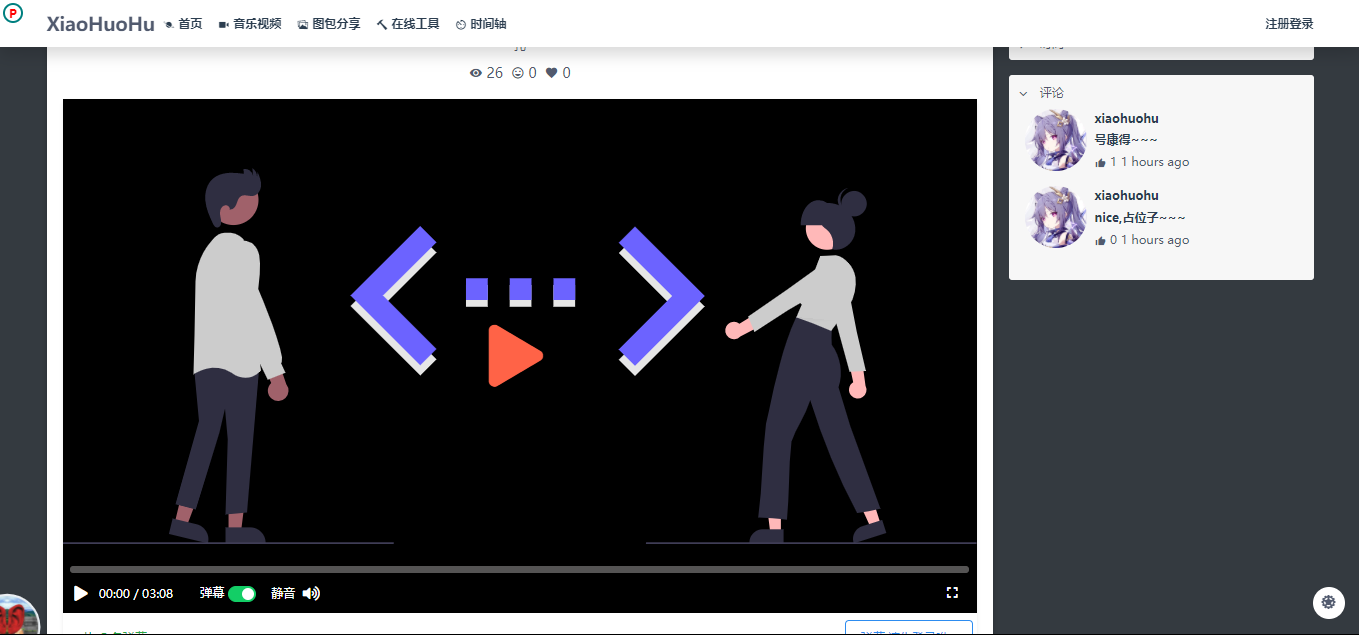 P
XiaoHuoHu 首页 音乐视频 图包分享 在线工具 时间轴 注册登录
26 0 0
评论
xiaohuohu
号康得~~~
1 1 hours ago
xiaohuohu
nice,占位子~~~
0 1 hours ago
00:00 / 03:08 弹幕 静音